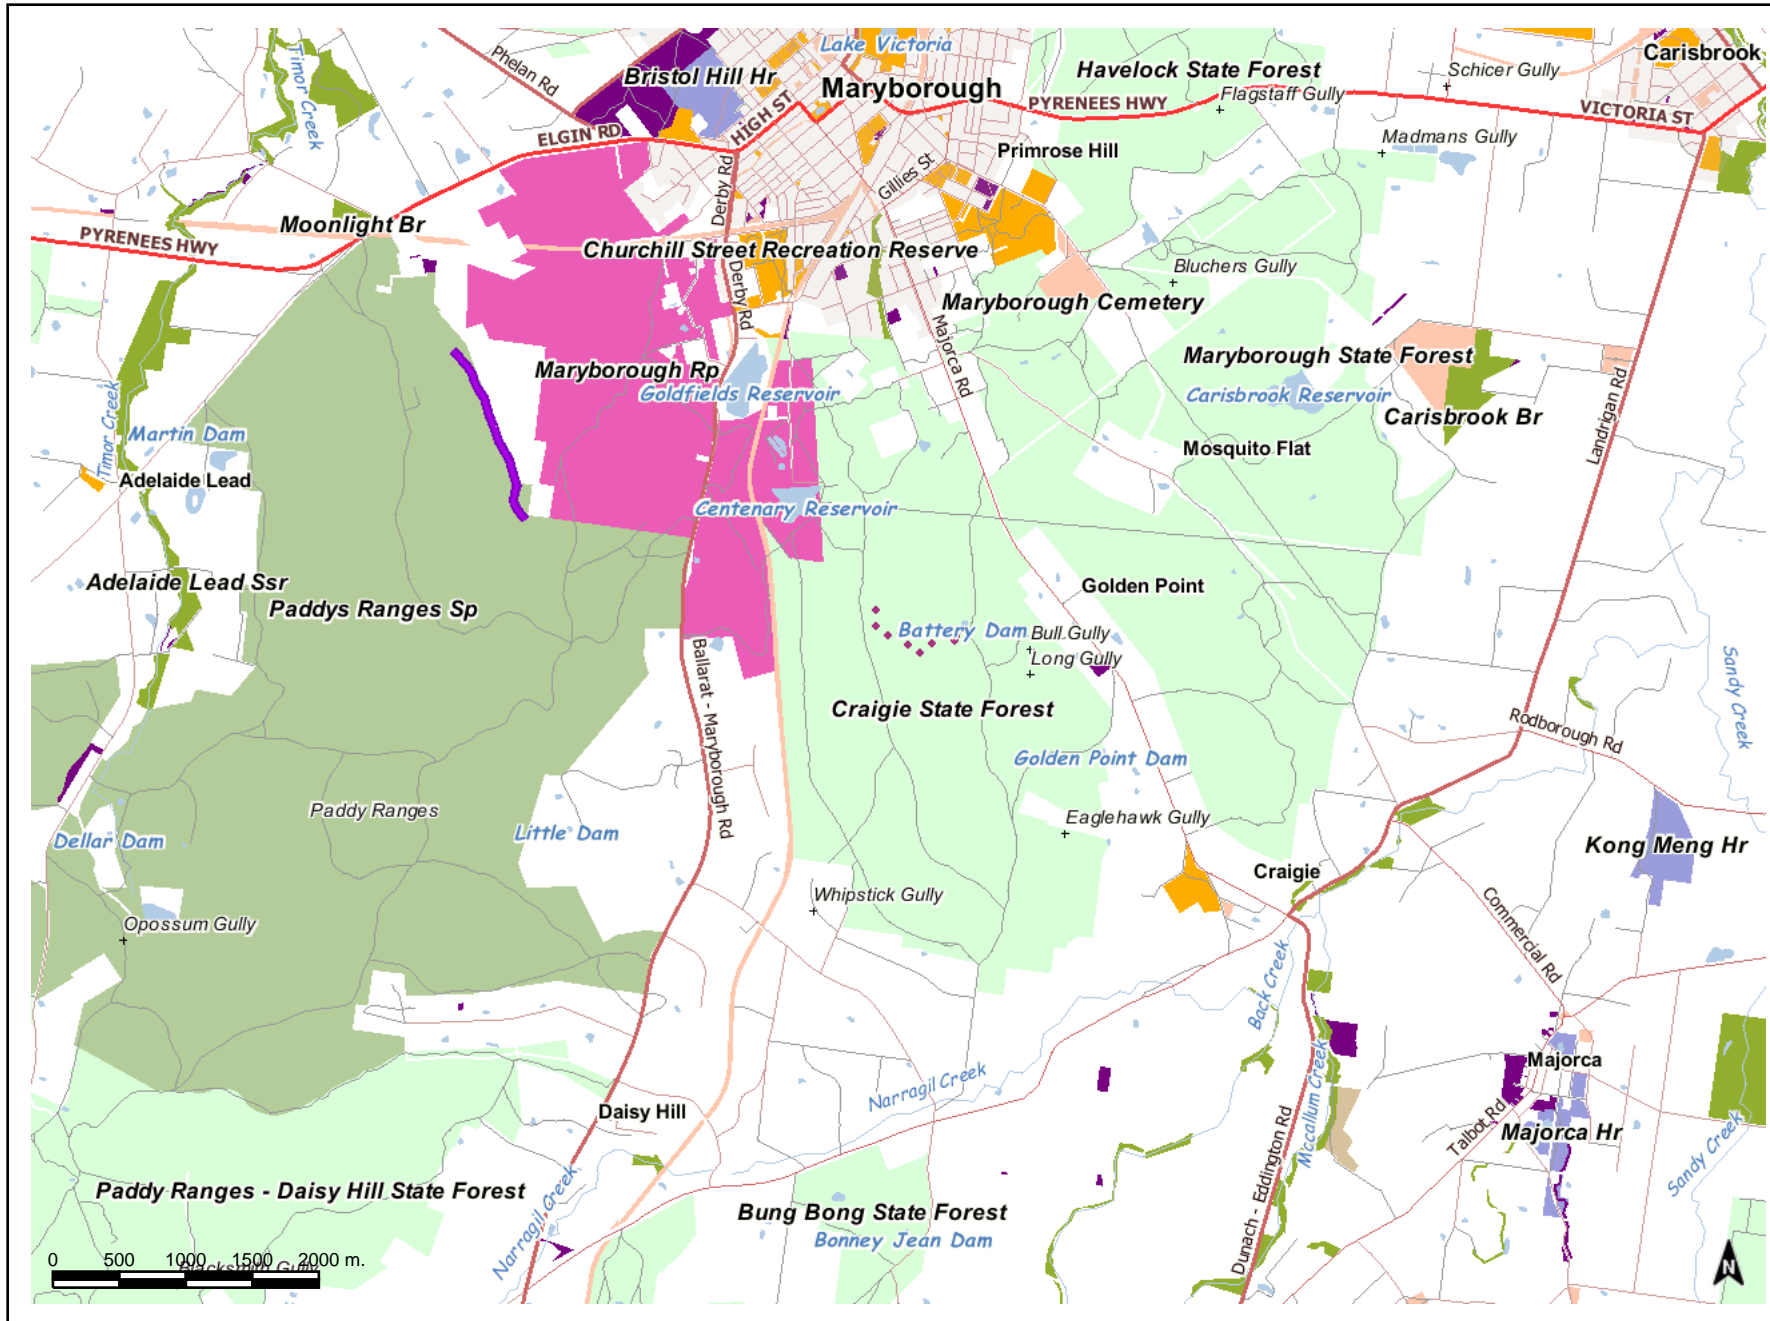 Timor Creek
Phelan Rd
Bristol Hill Hr
Lake Victoria
Maryborough
Havelock State Forest
Schicer Gully
Carisbrook
PYRENEES HWY
Flagstaff Gully
VICTORIA ST
ELGIN RD
HIGH ST
Madmans Gully
Primrose Hill
Gillies St
Derby Rd
Moonlight Br
PYRENEES HWY
Churchill Street Recreation Reserve
Derby Rd
Bluchers Gully
Maryborough Cemetery
Majorca Rd
Maryborough State Forest
Maryborough Rp
Goldfields Reservoir
Carisbrook Reservoir
Carisbrook Br
Landrigan Rd
Timor Creek
Martin Dam
Mosquito Flat
Adelaide Lead
Centenary Reservoir
Adelaide Lead Ssr
Paddys Ranges Sp
Golden Point
Battery Dam
Bull Gully
Long Gully
Ballarat - Maryborough Rd
Sandy Creek
Craigie State Forest
Rodborough Rd
Golden Point Dam
Paddy Ranges
Little Dam
Dellar Dam
Eaglehawk Gully
Kong Meng Hr
Craigie
Whipstick Gully
Commercial Rd
Opossum Gully
Back Creek
Narragil Creek
Mccallum Creek
Majorca
Daisy Hill
Talbot Rd
Majorca Hr
Sandy Creek
Dunach - Eddington Rd
Paddy Ranges - Daisy Hill State Forest
Narragil Creek
Bung Bong State Forest
Bonney Jean Dam
0 500 1000 1500 2000 m.
Blacksmith Gully
N